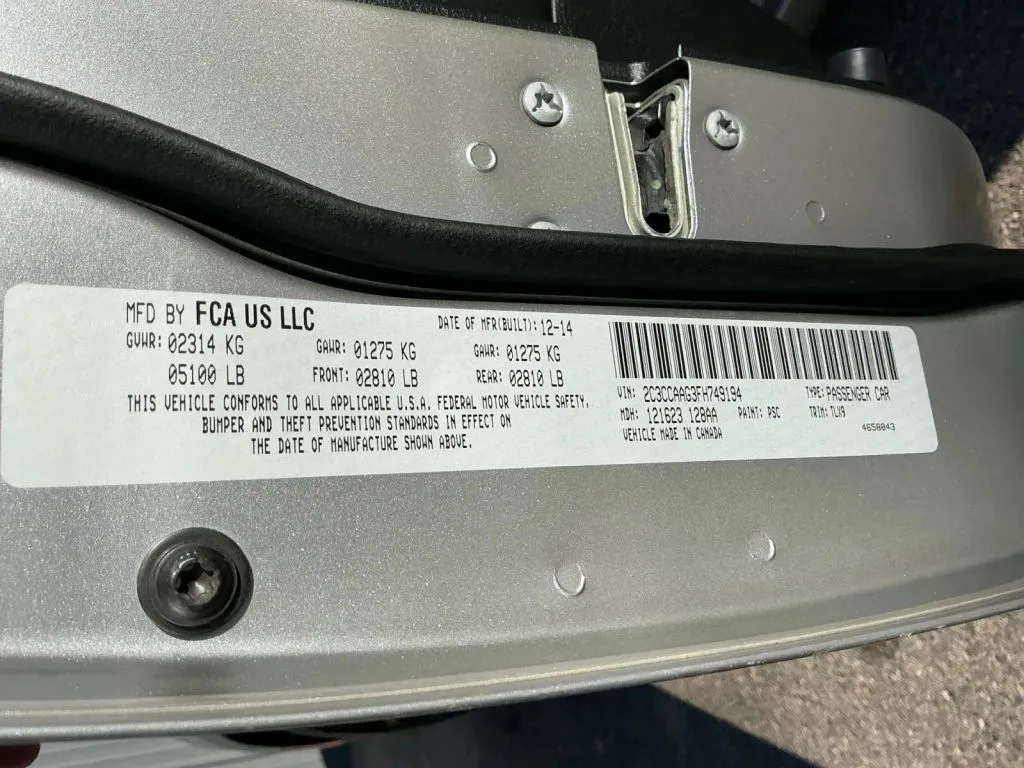 MFD BY FCA US LLC DATE OF MFR(BUILT): 12-14
GVWR: 02314 KG GAWR: 01275 KG GAWR: 01275 KG
05100 LB FRONT: 02810 LB REAR: 02810 LB
THIS VEHICLE CONFORMS TO ALL APPLICABLE U.S.A. FEDERAL MOTOR VEHICLE SAFETY,
BUMPER AND THEFT PREVENTION STANDARDS IN EFFECT ON
THE DATE OF MANUFACTURE SHOWN ABOVE.
VIN: 2C3CCAAG3FH749194 TYPE: PASSENGER CAR
MDH: 121623 128AA PAINT: PSC TRIM: TLX9
VEHICLE MADE IN CANADA 4658843